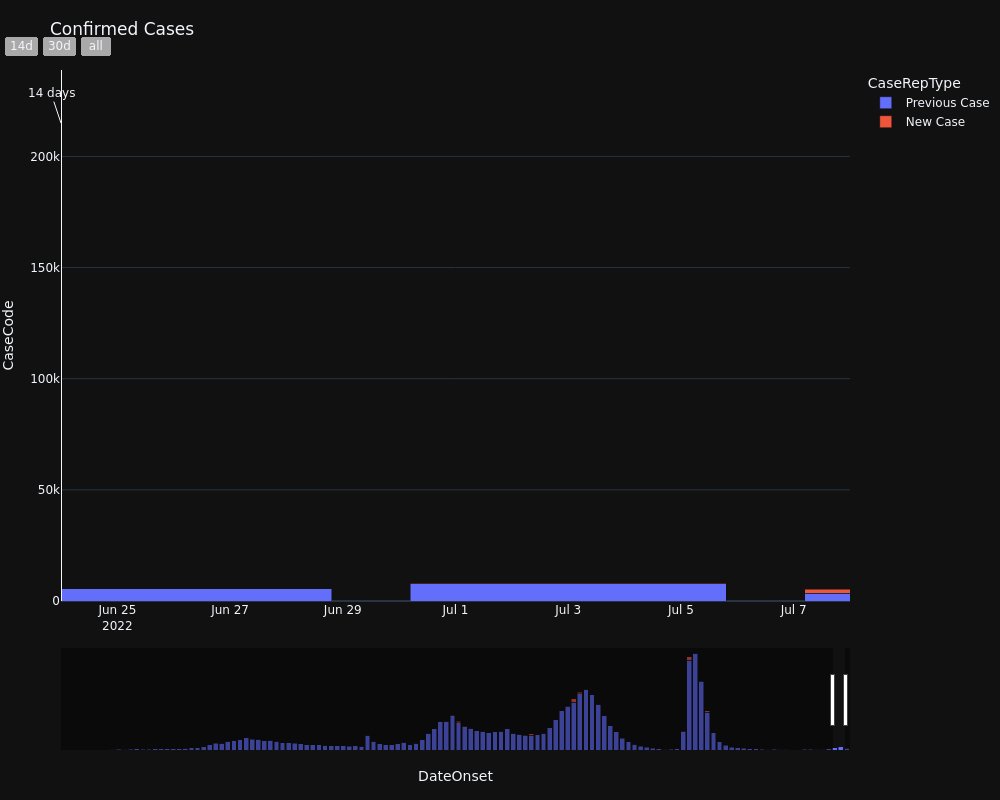 Confirmed Cases
14d
30d
all
14 days
CaseRepType
Previous Case
New Case
200k
150k
100k
50k
0
CaseCode
Jun 25
2022
Jun 27
Jun 29
Jul 1
Jul 3
Jul 5
Jul 7
DateOnset